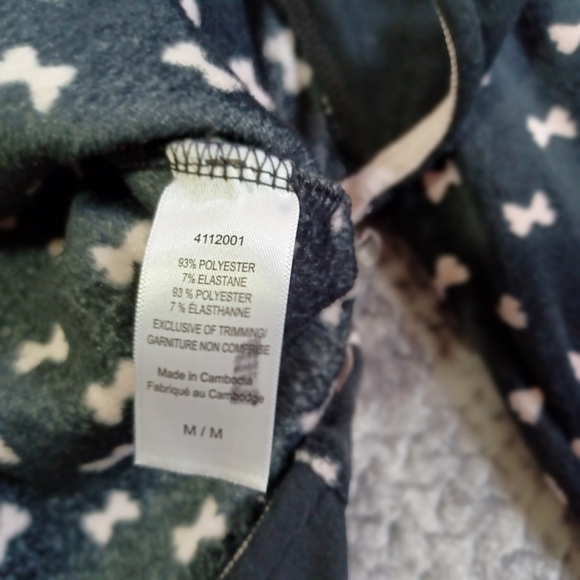 4112001
93% POLYESTER
7% ELASTANE
93 % POLYESTER
7 % ÉLASTHANNE
EXCLUSIVE OF TRIMMING/
GARNITURE NON COMPRISE
Made in Cambodia
Fabriqué au Cambodge
M / M